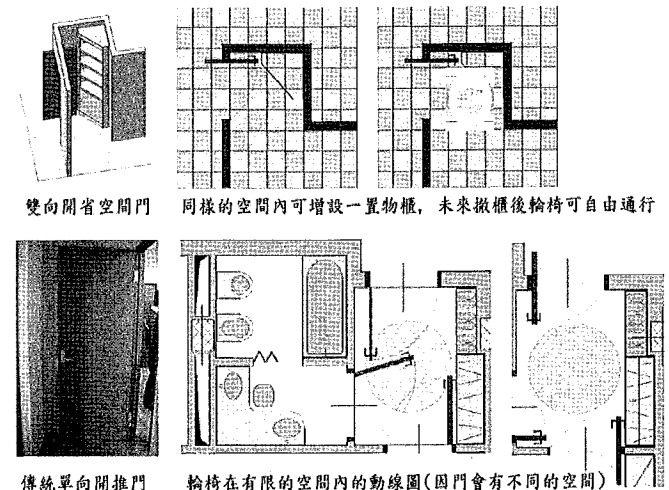 雙向開省空間門
同樣的空間內可增設一置物櫃，未來撤櫃後輪椅可自由通行
傳統單向開推門
輪椅在有限的空間內的動線圖(因門會有不同的空間)